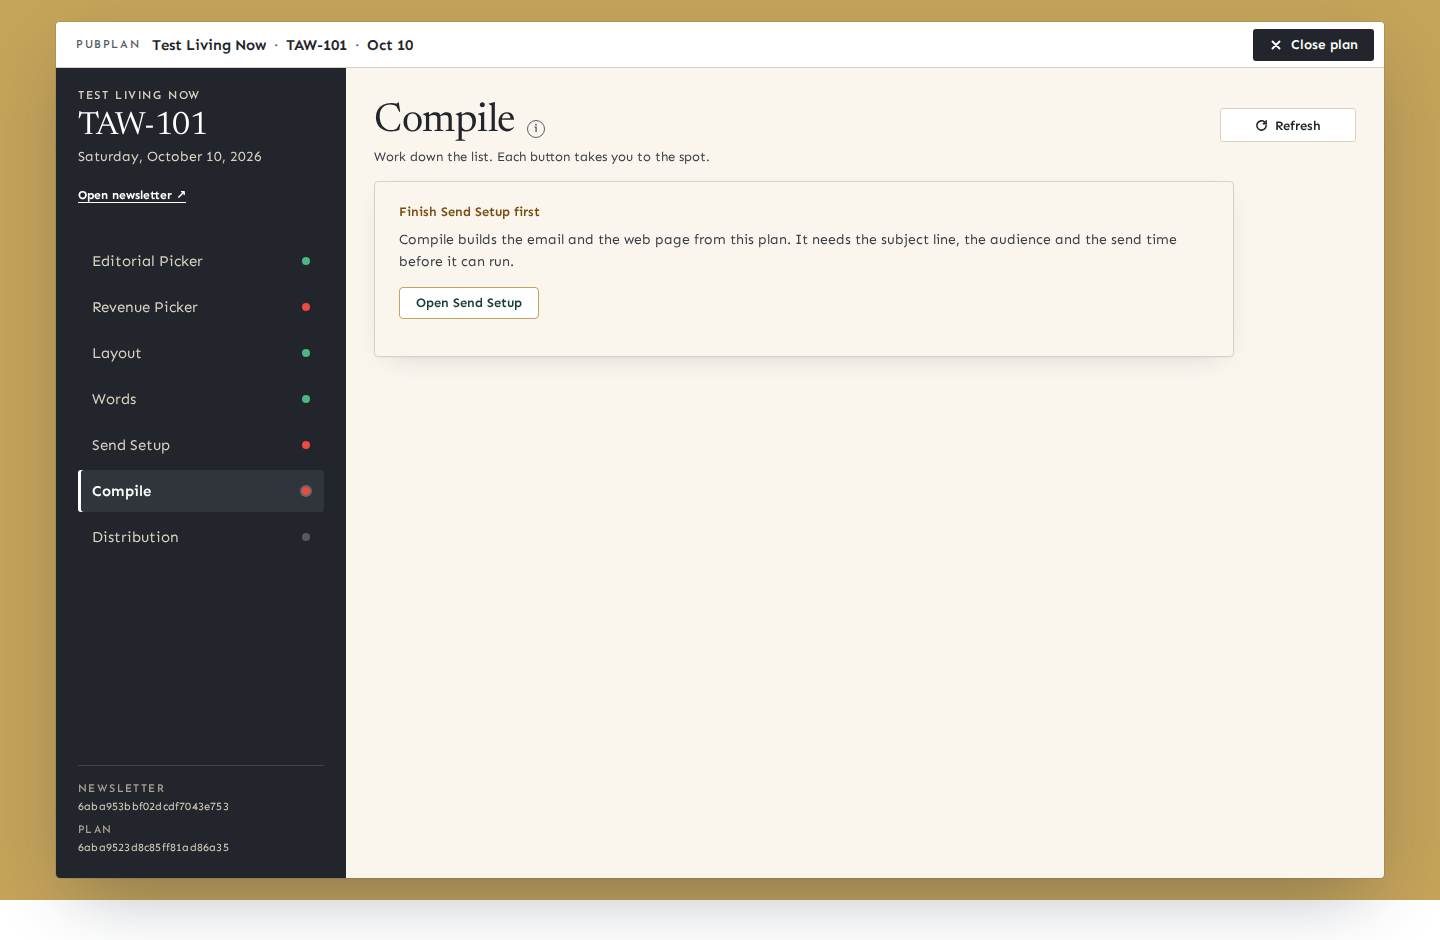 PUBPLAN Test Living Now · TAW-101 · Oct 10
Close plan
TEST LIVING NOW
TAW-101
Saturday, October 10, 2026
Open newsletter ↗
Editorial Picker
Revenue Picker
Layout
Words
Send Setup
Compile
Distribution
NEWSLETTER
6aba953bbf02dcdf7043e753
PLAN
6aba9523d8c85ff81ad86a35
Compile i
Work down the list. Each button takes you to the spot.
Refresh
Finish Send Setup first
Compile builds the email and the web page from this plan. It needs the subject line, the audience and the send time
before it can run.
Open Send Setup